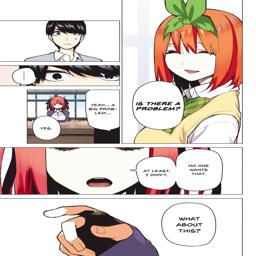 IS THERE A
PROBLEM?
YEAH... A
BIG PROB-
LEM...
YES.
NO ONE
WANTS
THAT.
AT LEAST,
I DON'T.
WHAT
ABOUT
THIS?